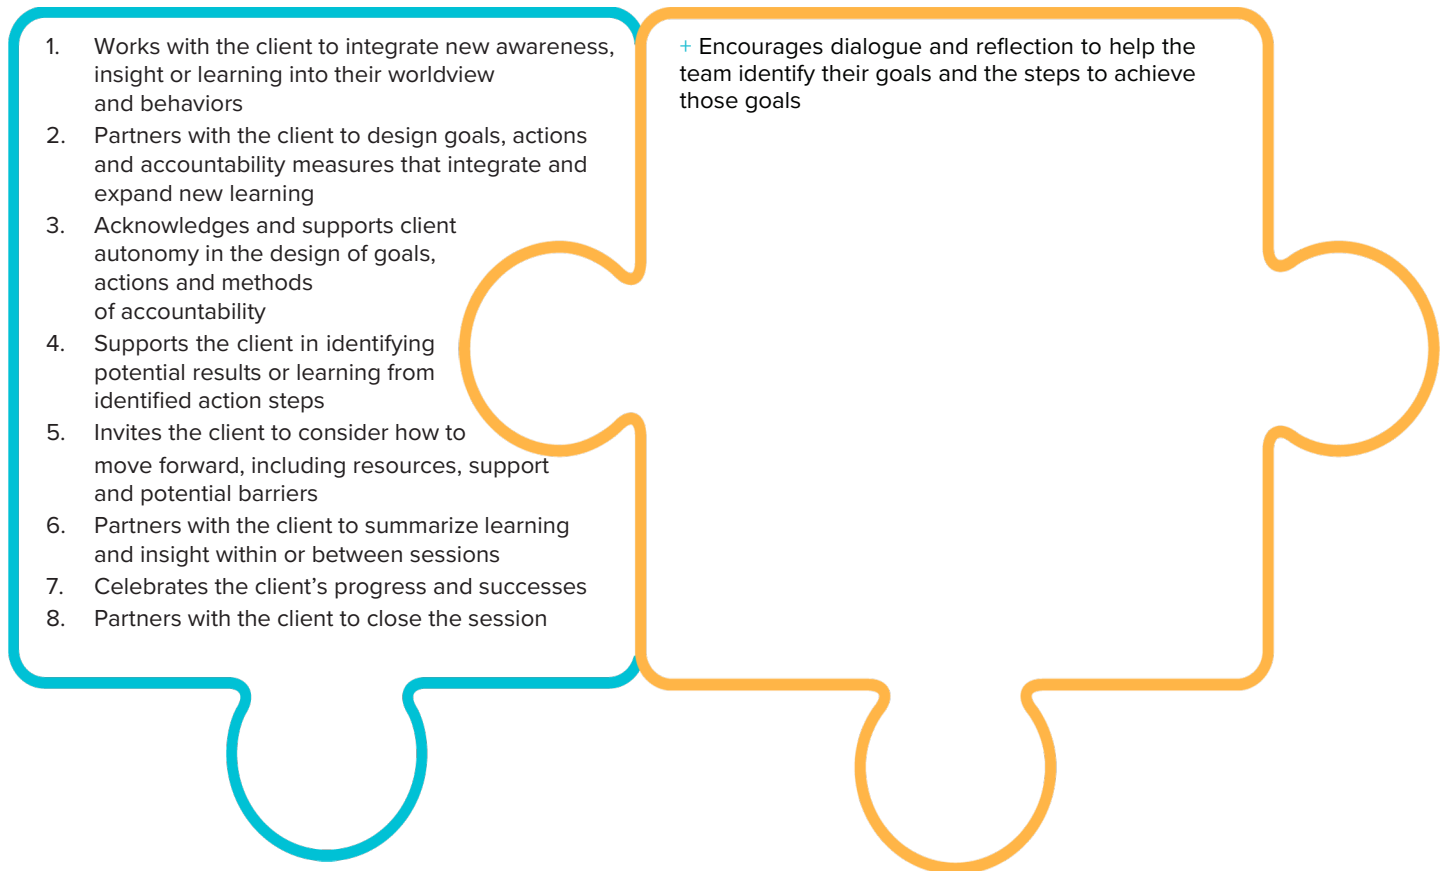 1. Works with the client to integrate new awareness,
insight or learning into their worldview
and behaviors
2. Partners with the client to design goals, actions
and accountability measures that integrate and
expand new learning
3. Acknowledges and supports client
autonomy in the design of goals,
actions and methods
of accountability
4. Supports the client in identifying
potential results or learning from
identified action steps
5. Invites the client to consider how to
move forward, including resources, support
and potential barriers
6. Partners with the client to summarize learning
and insight within or between sessions
7. Celebrates the client’s progress and successes
8. Partners with the client to close the session
+ Encourages dialogue and reflection to help the
team identify their goals and the steps to achieve
those goals